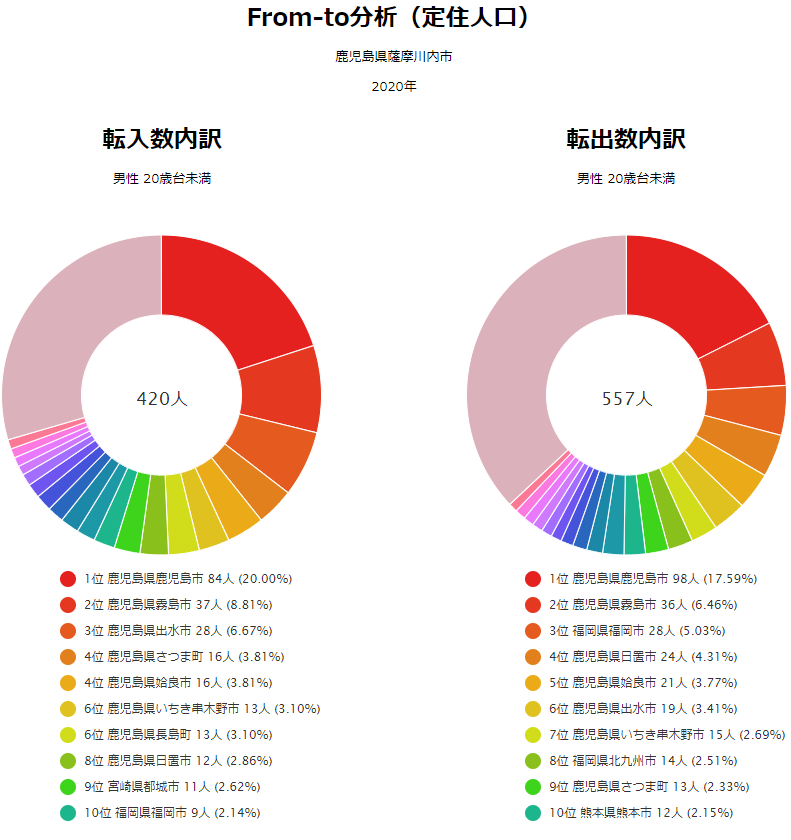 From-to分析（定住人口）
鹿児島県薩摩川内市
2020年
転入数内訳
男性 20歳台未満
420人
1位 鹿児島県鹿児島市 84人 (20.00%)
2位 鹿児島県霧島市 37人 (8.81%)
3位 鹿児島県出水市 28人 (6.67%)
4位 鹿児島県さつま町 16人 (3.81%)
4位 鹿児島県姶良市 16人 (3.81%)
6位 鹿児島県いちき串木野市 13人 (3.10%)
6位 鹿児島県長島町 13人 (3.10%)
8位 鹿児島県日置市 12人 (2.86%)
9位 宮崎県都城市 11人 (2.62%)
10位 福岡県福岡市 9人 (2.14%)
転出数内訳
男性 20歳台未満
557人
1位 鹿児島県鹿児島市 98人 (17.59%)
2位 鹿児島県霧島市 36人 (6.46%)
3位 福岡県福岡市 28人 (5.03%)
4位 鹿児島県日置市 24人 (4.31%)
5位 鹿児島県姶良市 21人 (3.77%)
6位 鹿児島県出水市 19人 (3.41%)
7位 鹿児島県いちき串木野市 15人 (2.69%)
8位 福岡県北九州市 14人 (2.51%)
9位 鹿児島県さつま町 13人 (2.33%)
10位 熊本県熊本市 12人 (2.15%)